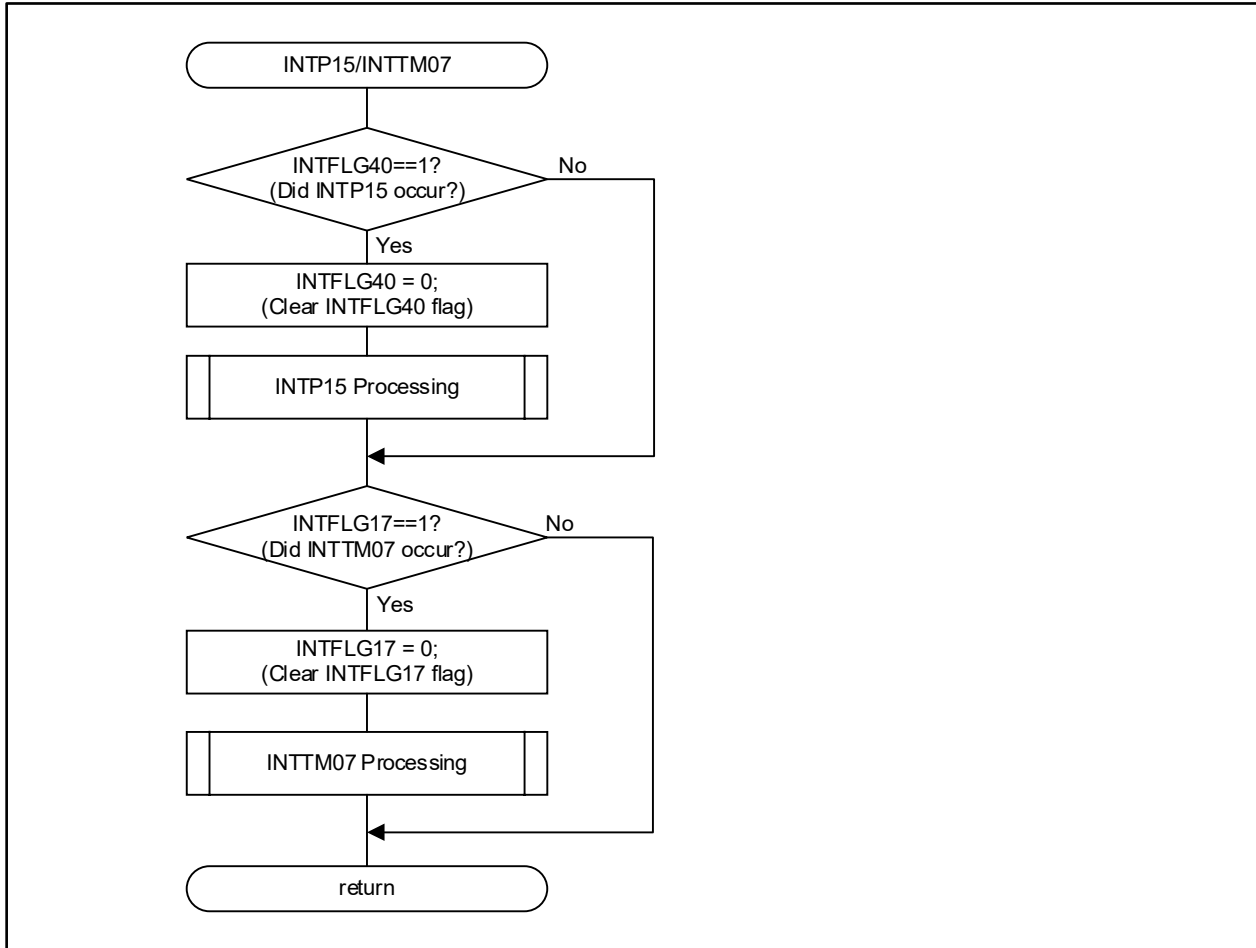 INTP15/INTTM07
INTFLG40==1?
(Did INTP15 occur?)
No
Yes
INTFLG40 = 0;
(Clear INTFLG40 flag)
INTP15 Processing
INTFLG17==1?
(Did INTTM07 occur?)
No
Yes
INTFLG17 = 0;
(Clear INTFLG17 flag)
INTTM07 Processing
return